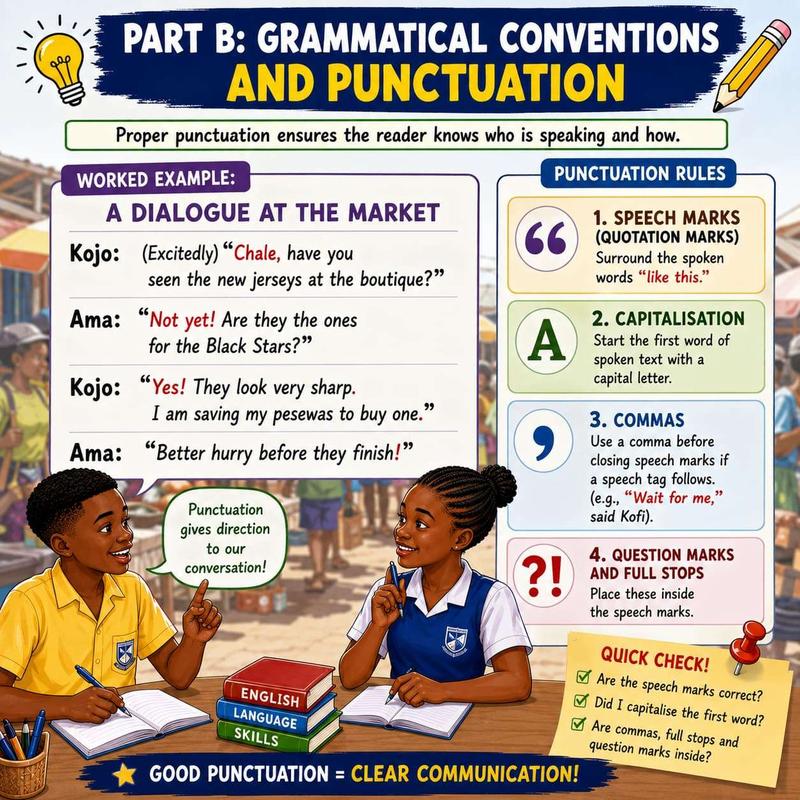 PART B: GRAMMATICAL CONVENTIONS
AND PUNCTUATION
Proper punctuation ensures the reader knows who is speaking and how.
WORKED EXAMPLE:
A DIALOGUE AT THE MARKET
Kojo: (Excitedly) “Chale, have you
seen the new jerseys at the boutique?”
Ama: “Not yet! Are they the ones
for the Black Stars?”
Kojo: “Yes! They look very sharp.
I am saving my pesewas to buy one.”
Ama: “Better hurry before they finish!”
Punctuation
gives direction
to our
conversation!
ENGLISH
LANGUAGE
SKILLS
PUNCTUATION RULES
“
1. SPEECH MARKS
(QUOTATION MARKS)
Surround the spoken
words “like this.”
A
2. CAPITALISATION
Start the first word of
spoken text with a
capital letter.
,
3. COMMAS
Use a comma before
closing speech marks if
a speech tag follows.
(e.g., “Wait for me,”
said Kofi).
?!
4. QUESTION MARKS
AND FULL STOPS
Place these inside
the speech marks.
QUICK CHECK!
Are the speech marks correct?
Did I capitalise the first word?
Are commas, full stops and
question marks inside?
GOOD PUNCTUATION = CLEAR COMMUNICATION!